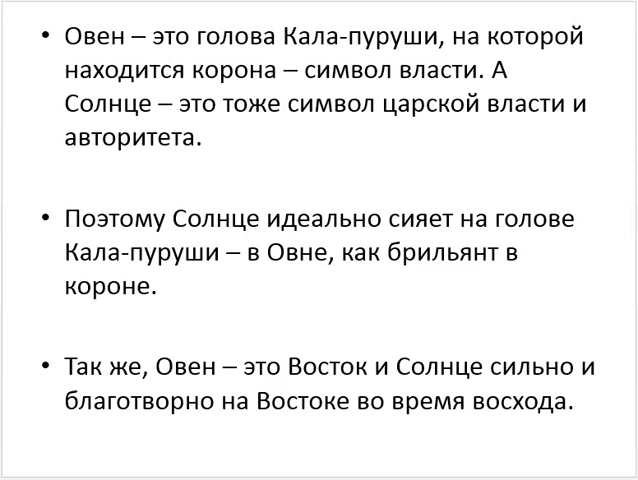 • Овен – это голова Кала-пуруши, на которой
находится корона – символ власти. А
Солнце – это тоже символ царской власти и
авторитета.
• Поэтому Солнце идеально сияет на голове
Кала-пуруши – в Овне, как брильянт в
короне.
• Так же, Овен – это Восток и Солнце сильно и
благотворно на Востоке во время восхода.